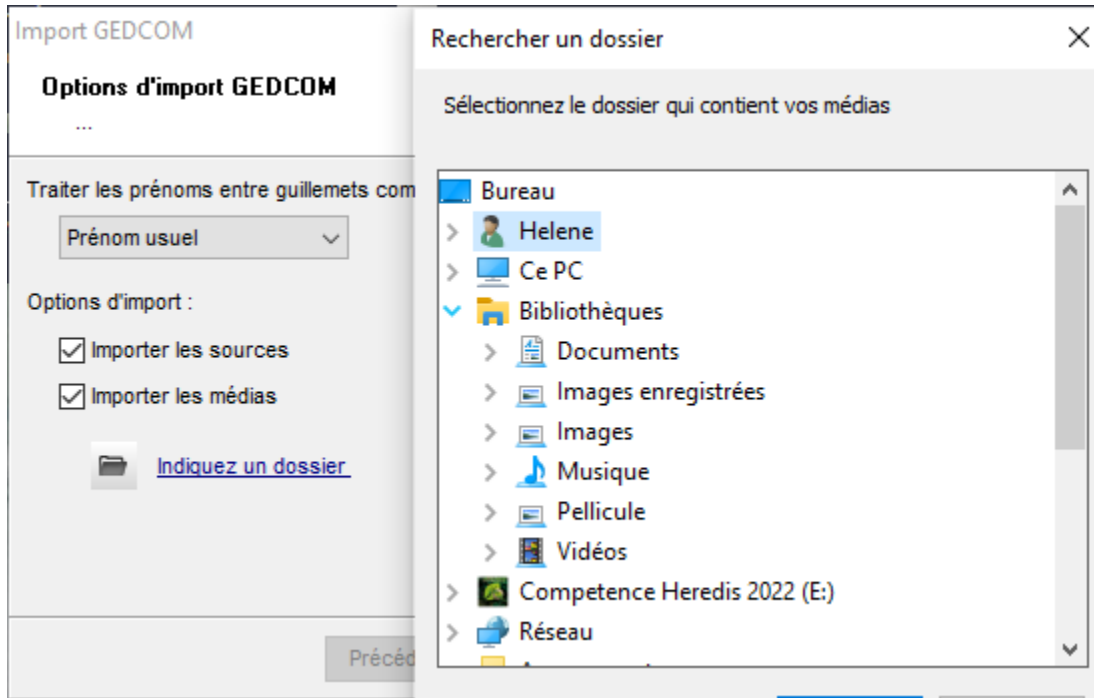 Import GEDCOM
Options d'import GEDCOM
...
Traiter les prénoms entre guillemets com
Prénom usuel
Options d'import :
Importer les sources
Importer les médias
Indiquez un dossier
Précéd
Rechercher un dossier
Sélectionnez le dossier qui contient vos médias
Bureau
Helene
Ce PC
Bibliothèques
Documents
Images enregistrées
Images
Musique
Pellicule
Vidéos
Competence Heredis 2022 (E:)
Réseau